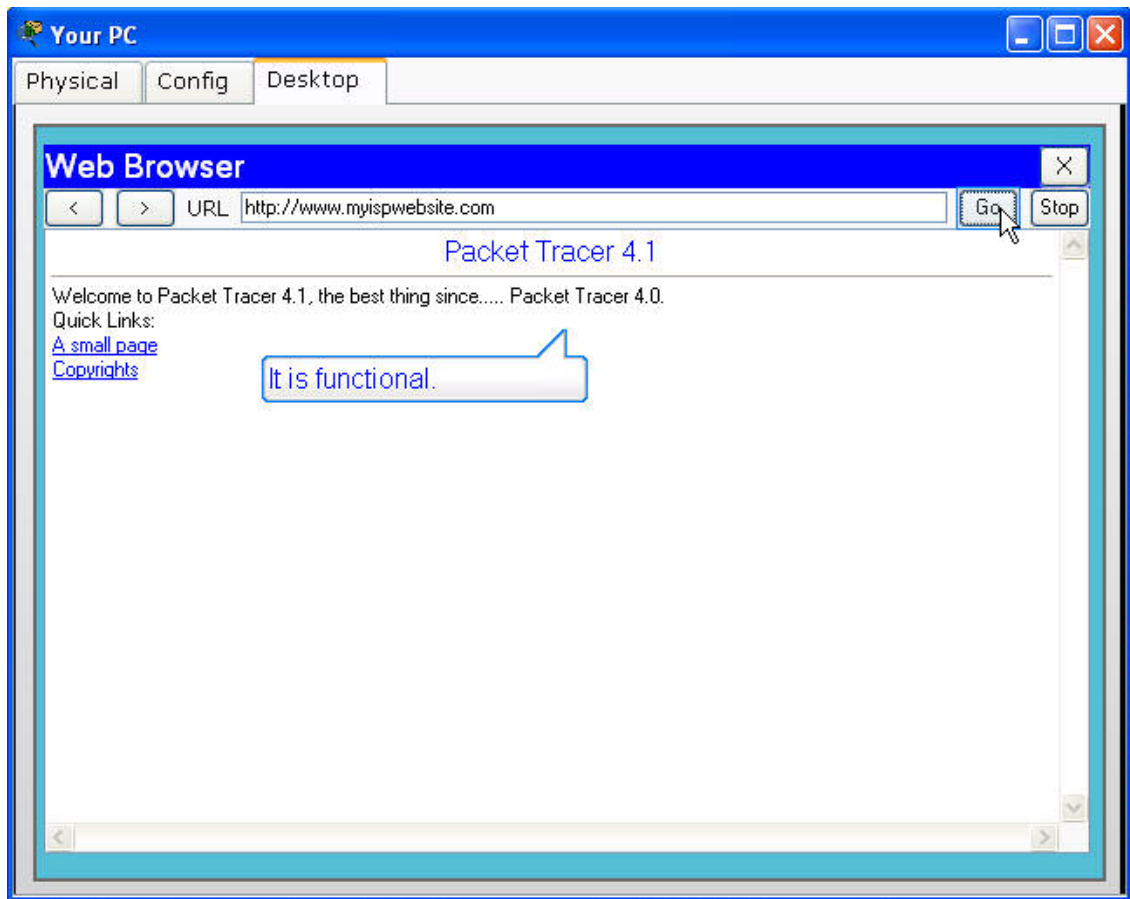 Your PC
Physical Config Desktop
Web Browser X
< > URL http://www.myispwebsite.com Go Stop
Packet Tracer 4.1
Welcome to Packet Tracer 4.1, the best thing since..... Packet Tracer 4.0.
Quick Links:
A small page
Copyrights
It is functional.